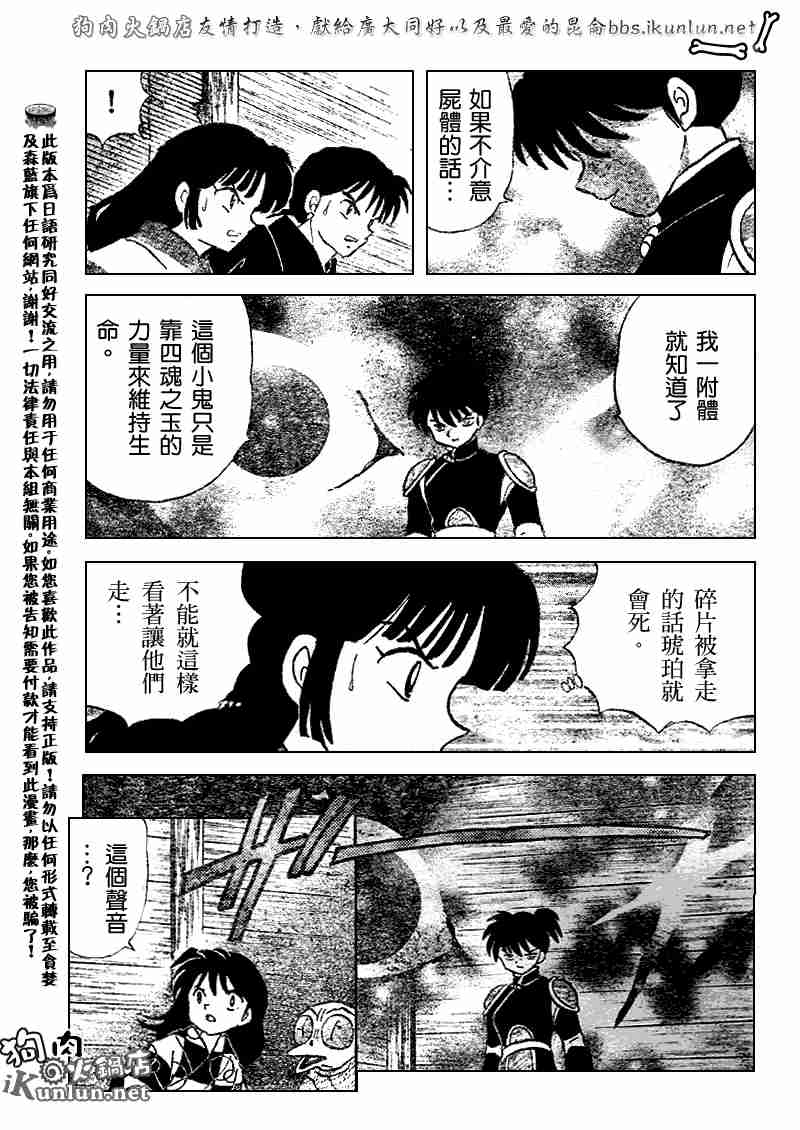 狗肉火鍋店友情打造，獻給廣大同好以及最愛的昆侖bbs.ikunlun.net
如果不介意
屍體的話…
！
我一附體
就知道了
這個小鬼只是
靠四魂之玉的
力量來維持生
命。
碎片被拿走
的話琥珀就
會死。
不能就這樣
看著讓他們
走…
這個聲音
…？
此版本爲日語研究同好交流之用，請勿用于任何商業用途。如您喜歡此作品，請支持正版！請勿以任何形式轉載至貪婪
及森藍旗下任何網站，謝謝！一切法律責任與本組無關。如果您被告知需要付款才能看到此漫畫，那麼，您被騙了！
狗肉
火鍋店
iKunlun.net